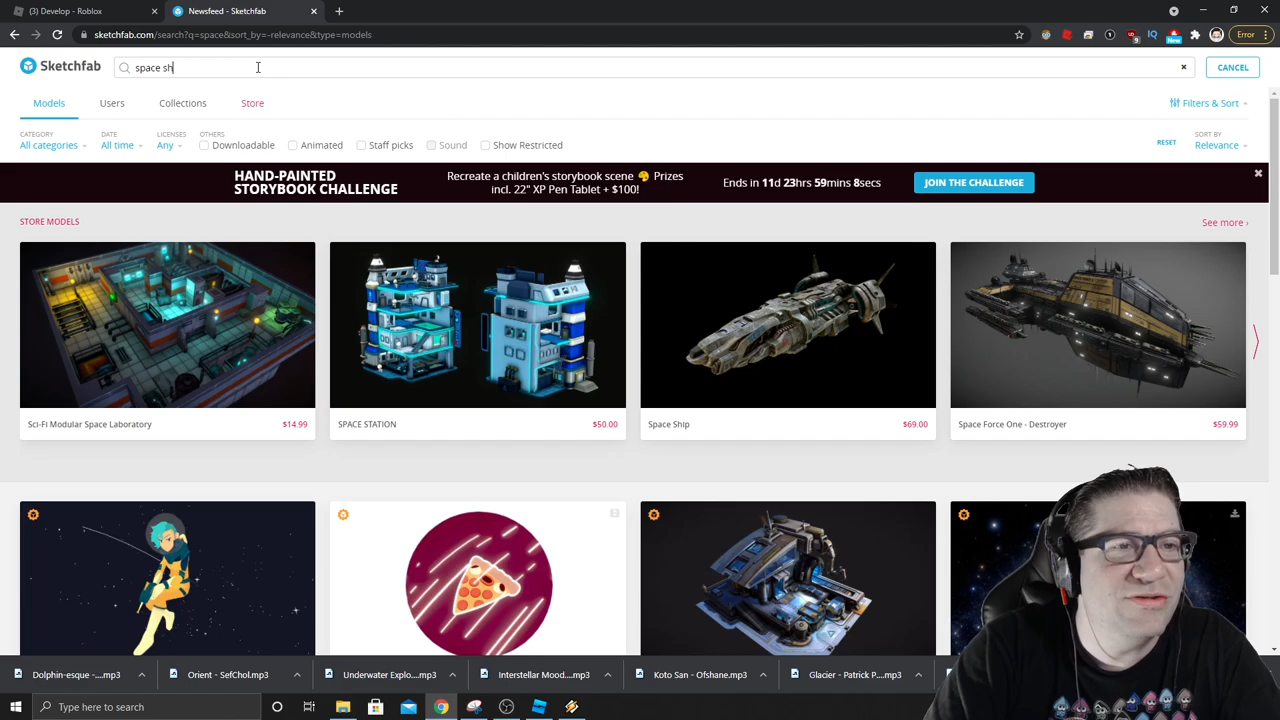 (3) Develop - Roblox
Newsfeed - Sketchfab
sketchfab.com/search?q=space&sort_by=-relevance&type=models
9
New
Error
Sketchfab
space sh
CANCEL
Models
Users
Collections
Store
Filters & Sort
CATEGORY
DATE
LICENSES
OTHERS
SORT BY
All categories
All time
Any
Downloadable
Animated
Staff picks
Sound
Show Restricted
RESET
Relevance
HAND-PAINTED
STORYBOOK CHALLENGE
Recreate a children's storybook scene
Prizes
incl. 22" XP Pen Tablet + $100!
Ends in 11d 23hrs 59mins 8secs
JOIN THE CHALLENGE
STORE MODELS
See more ›
Sci-Fi Modular Space Laboratory
$14.99
SPACE STATION
$50.00
Space Ship
$69.00
Space Force One - Destroyer
$59.99
Dolphin-esque -....mp3
Orient - SefChol.mp3
Underwater Explo....mp3
Interstellar Mood....mp3
Koto San - Ofshane.mp3
Glacier - Patrick P....mp3
Type here to search